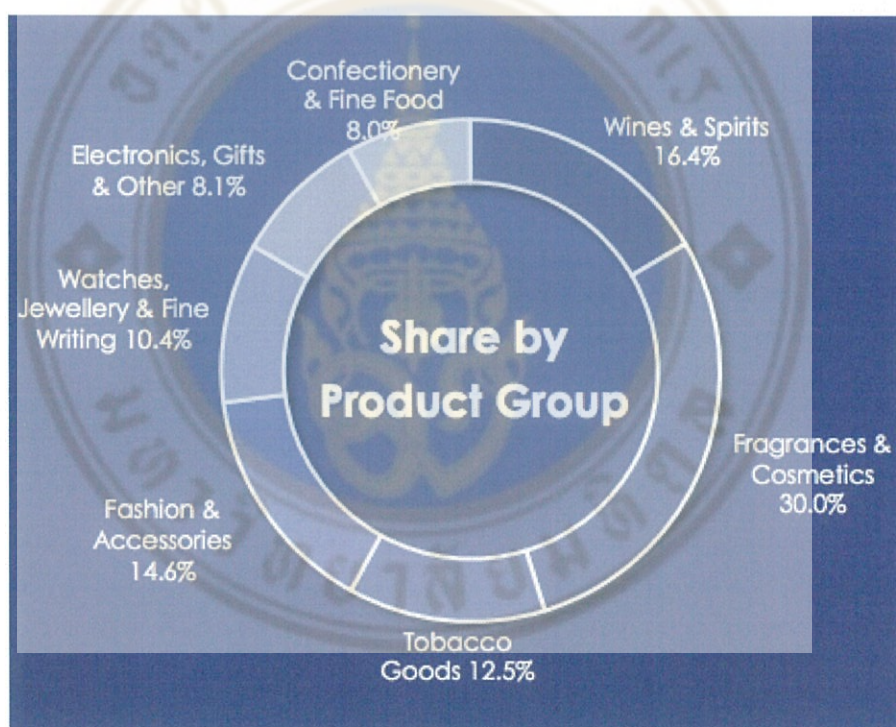 Confectionery
& Fine Food
8.0%
Wines & Spirits
16.4%
Electronics, Gifts
& Other 8.1%
Watches,
Jewellery & Fine
Writing 10.4%
Share by
Product Group
Fragrances &
Cosmetics
30.0%
Fashion &
Accessories
14.6%
Tobacco
Goods 12.5%